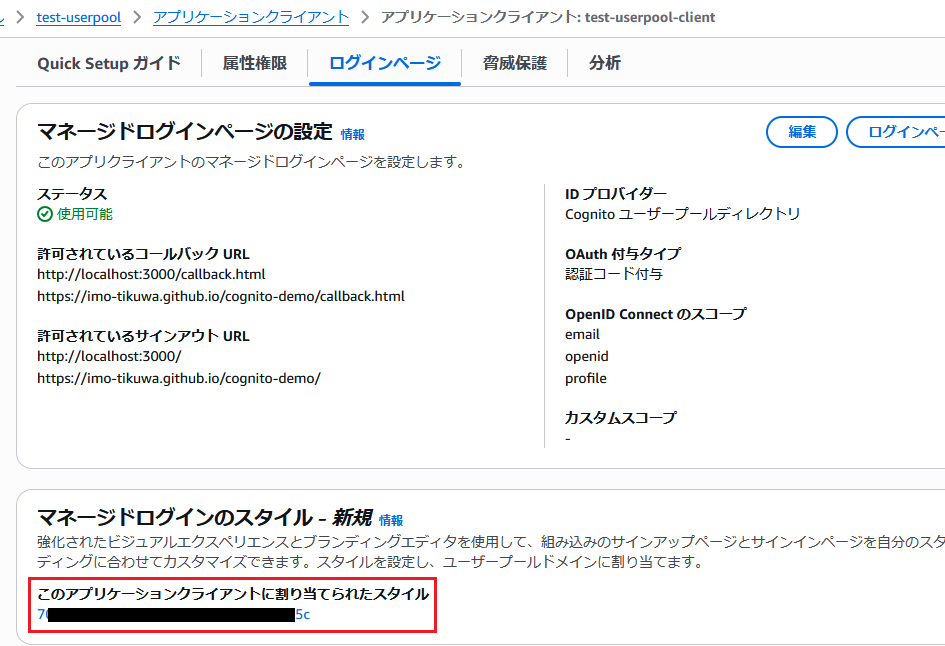 test-userpool > アプリケーションクライアント > アプリケーションクライアント: test-userpool-client
Quick Setup ガイド 属性権限 ログインページ 脅威保護 分析
マネージドログインページの設定 情報
編集
ログインペー
このアプリクライアントのマネージドログインページを設定します。
ステータス
使用可能
許可されているコールバック URL
http://localhost:3000/callback.html
https://imo-tikuwa.github.io/cognito-demo/callback.html
許可されているサインアウト URL
http://localhost:3000/
https://imo-tikuwa.github.io/cognito-demo/
ID プロバイダー
Cognito ユーザープールディレクトリ
OAuth 付与タイプ
認証コード付与
OpenID Connect のスコープ
email
openid
profile
カスタムスコープ
-
マネージドログインのスタイル – 新規 情報
強化されたビジュアルエクスペリエンスとブランディングエディタを使用して、組み込みのサインアップページとサインインページを自分のスタ
ディングに合わせてカスタマイズできます。スタイルを設定し、ユーザープールドメインに割り当てます。
このアプリケーションクライアントに割り当てられたスタイル
5c